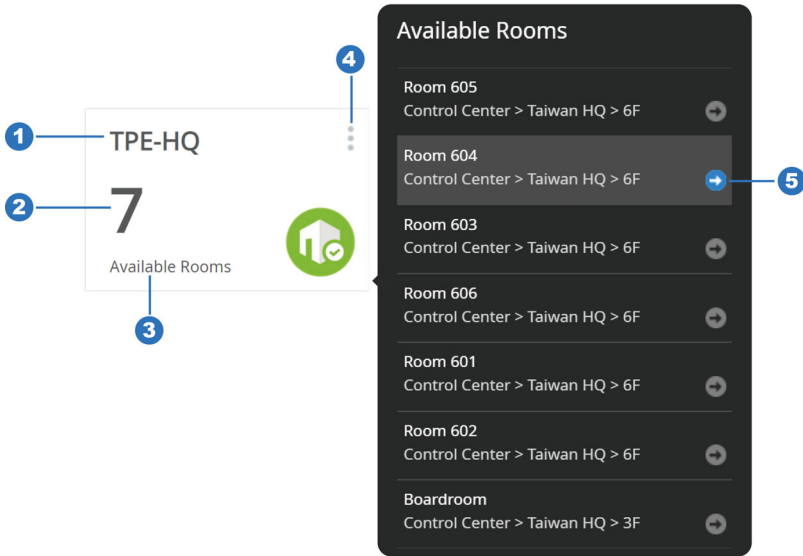 1
TPE-HQ
4
2
7
Available Rooms
3
Available Rooms
Room 605
Control Center > Taiwan HQ > 6F
Room 604
Control Center > Taiwan HQ > 6F
5
Room 603
Control Center > Taiwan HQ > 6F
Room 606
Control Center > Taiwan HQ > 6F
Room 601
Control Center > Taiwan HQ > 6F
Room 602
Control Center > Taiwan HQ > 6F
Boardroom
Control Center > Taiwan HQ > 3F